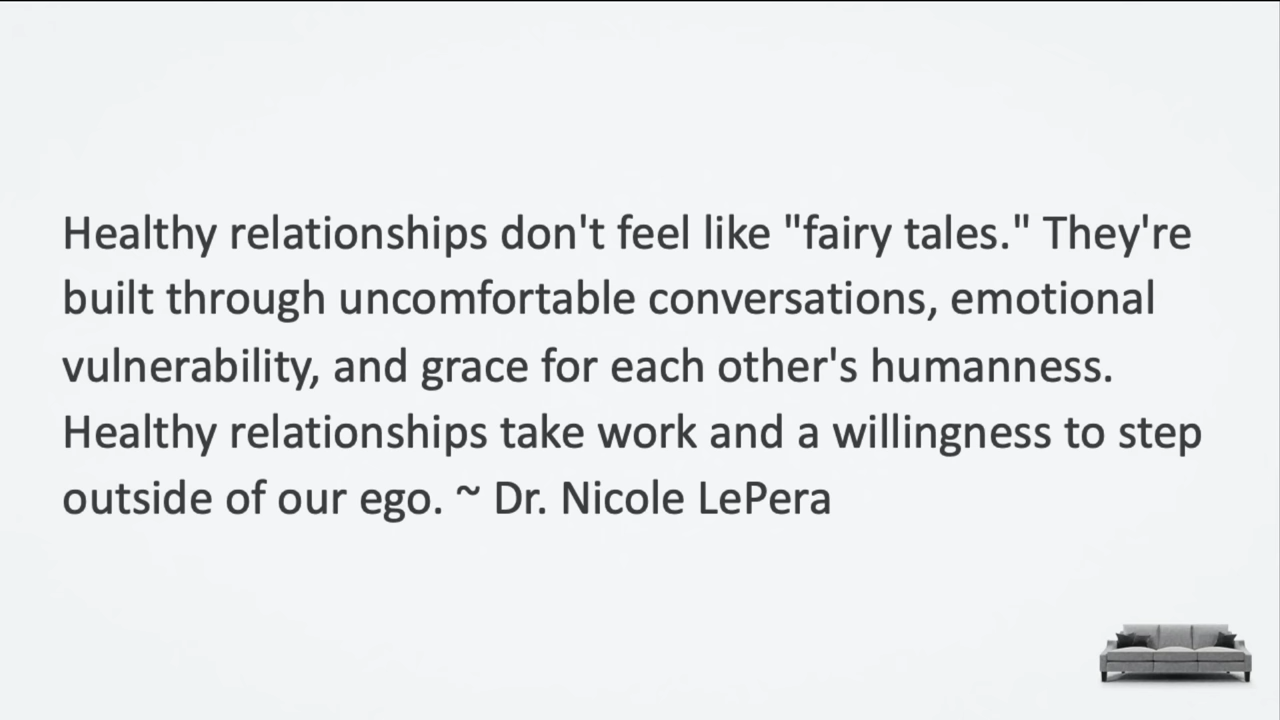 Healthy relationships don't feel like "fairy tales." They're
built through uncomfortable conversations, emotional
vulnerability, and grace for each other's humanness.
Healthy relationships take work and a willingness to step
outside of our ego. ~ Dr. Nicole LePera